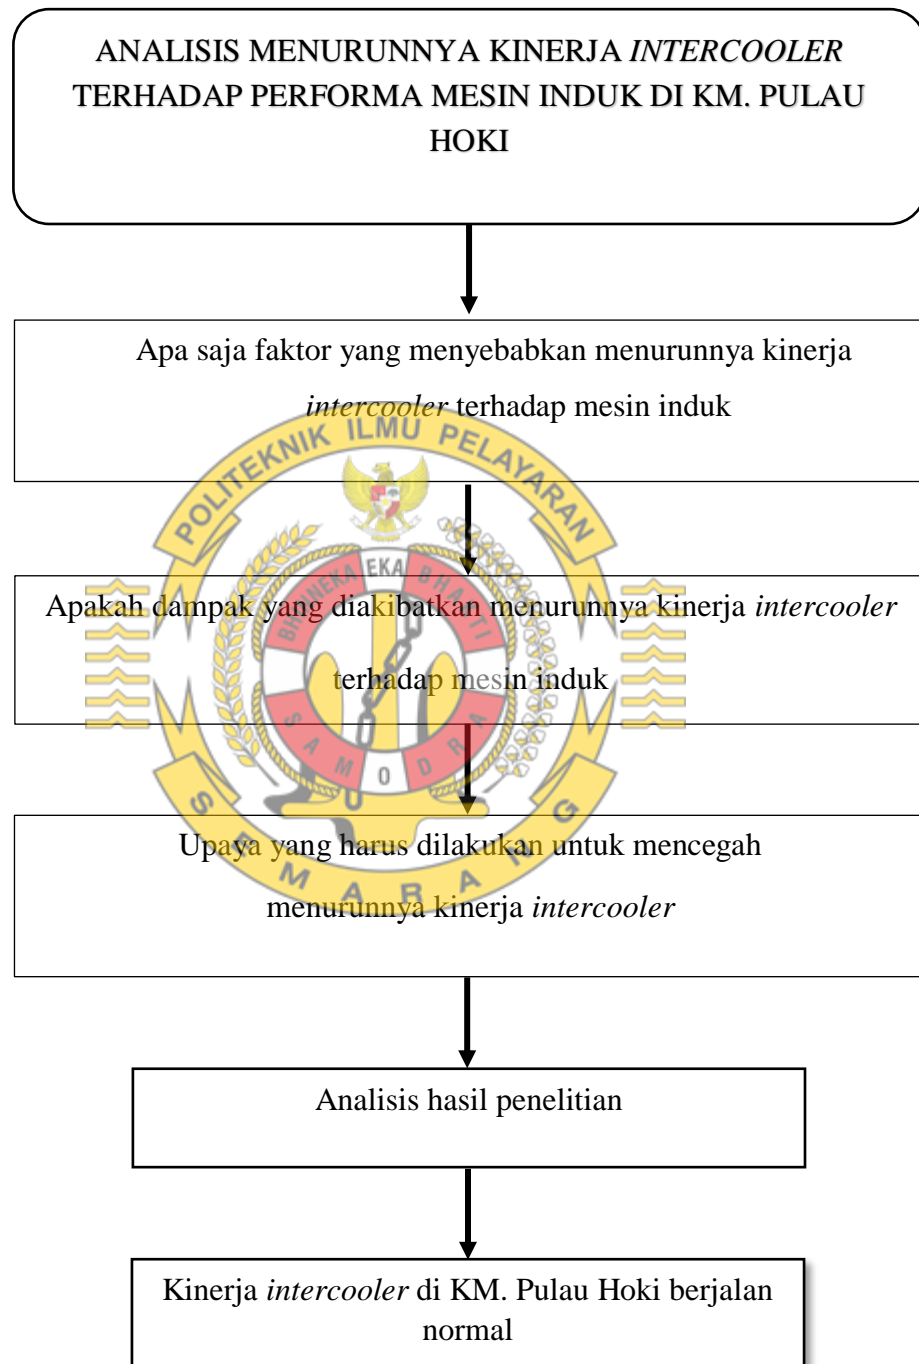 ANALISIS MENURUNNYA KINERJA INTERCOOLER
TERHADAP PERFORMA MESIN INDUK DI KM. PULAU
HOKI
Apa saja faktor yang menyebabkan menurunnya kinerja
intercooler terhadap mesin induk
POLITEKNIK ILMU PELAYARAN
BHINNEKA EKA BHAKTI
Apakah dampak yang diakibatkan menurunnya kinerja intercooler
terhadap mesin induk
SAMODRA
SEMARANG
Upaya yang harus dilakukan untuk mencegah
menurunnya kinerja intercooler
Analisis hasil penelitian
Kinerja intercooler di KM. Pulau Hoki berjalan
normal